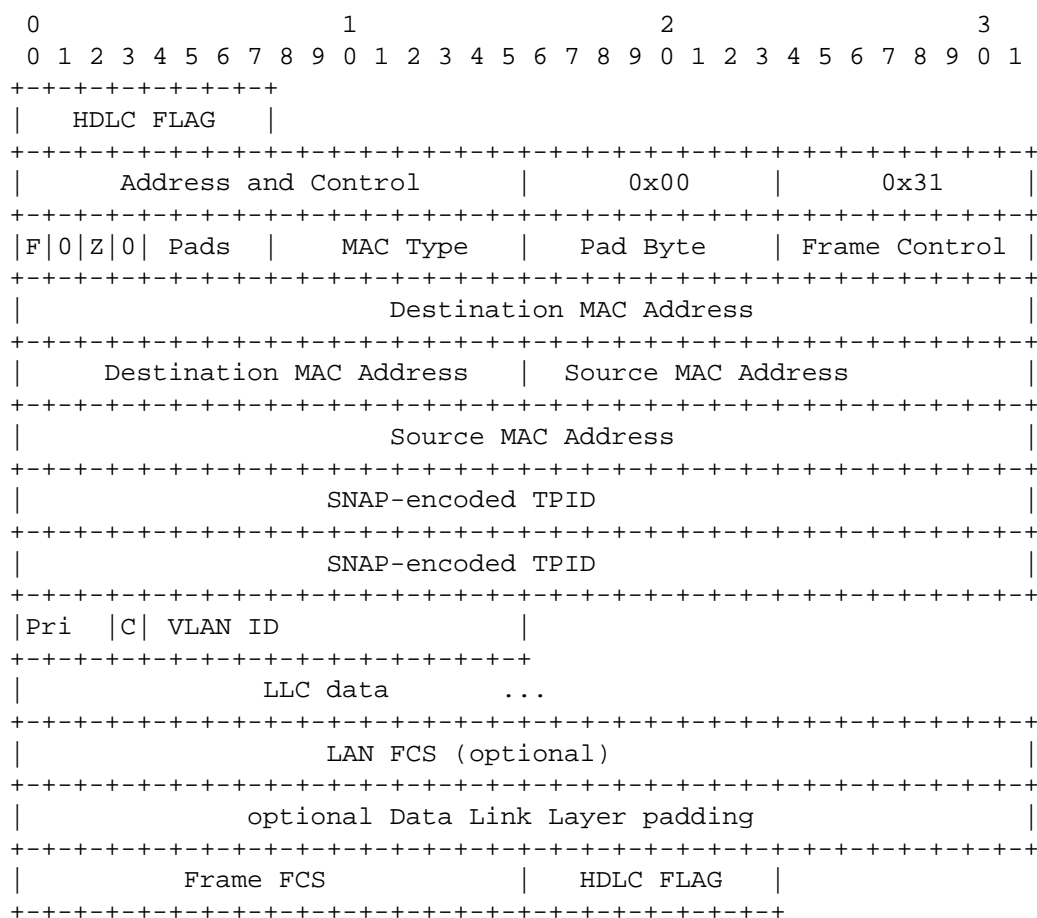 0                   1                   2                   3
 0 1 2 3 4 5 6 7 8 9 0 1 2 3 4 5 6 7 8 9 0 1 2 3 4 5 6 7 8 9 0 1
+-+-+-+-+-+-+-+-+
|   HDLC FLAG   |
+-+-+-+-+-+-+-+-+-+-+-+-+-+-+-+-+-+-+-+-+-+-+-+-+-+-+-+-+-+-+-+-+
|      Address and Control      |      0x00     |      0x31     |
+-+-+-+-+-+-+-+-+-+-+-+-+-+-+-+-+-+-+-+-+-+-+-+-+-+-+-+-+-+-+-+-+
|F|0|Z|0| Pads  |    MAC Type   |   Pad Byte    | Frame Control |
+-+-+-+-+-+-+-+-+-+-+-+-+-+-+-+-+-+-+-+-+-+-+-+-+-+-+-+-+-+-+-+-+
|                       Destination MAC Address                 |
+-+-+-+-+-+-+-+-+-+-+-+-+-+-+-+-+-+-+-+-+-+-+-+-+-+-+-+-+-+-+-+-+
|     Destination MAC Address   |  Source MAC Address           |
+-+-+-+-+-+-+-+-+-+-+-+-+-+-+-+-+-+-+-+-+-+-+-+-+-+-+-+-+-+-+-+-+
|                       Source MAC Address                      |
+-+-+-+-+-+-+-+-+-+-+-+-+-+-+-+-+-+-+-+-+-+-+-+-+-+-+-+-+-+-+-+-+
|                   SNAP-encoded TPID                           |
+-+-+-+-+-+-+-+-+-+-+-+-+-+-+-+-+-+-+-+-+-+-+-+-+-+-+-+-+-+-+-+-+
|                   SNAP-encoded TPID                           |
+-+-+-+-+-+-+-+-+-+-+-+-+-+-+-+-+-+-+-+-+-+-+-+-+-+-+-+-+-+-+-+-+
|Pri  |C| VLAN ID               |
+-+-+-+-+-+-+-+-+-+-+-+-+-+-+-+-+
|               LLC data       ...
+-+-+-+-+-+-+-+-+-+-+-+-+-+-+-+-+-+-+-+-+-+-+-+-+-+-+-+-+-+-+-+-+
|                   LAN FCS (optional)                          |
+-+-+-+-+-+-+-+-+-+-+-+-+-+-+-+-+-+-+-+-+-+-+-+-+-+-+-+-+-+-+-+-+
|              optional Data Link Layer padding                 |
+-+-+-+-+-+-+-+-+-+-+-+-+-+-+-+-+-+-+-+-+-+-+-+-+-+-+-+-+-+-+-+-+
|          Frame FCS            |   HDLC FLAG   |
+-+-+-+-+-+-+-+-+-+-+-+-+-+-+-+-+-+-+-+-+-+-+-+-+